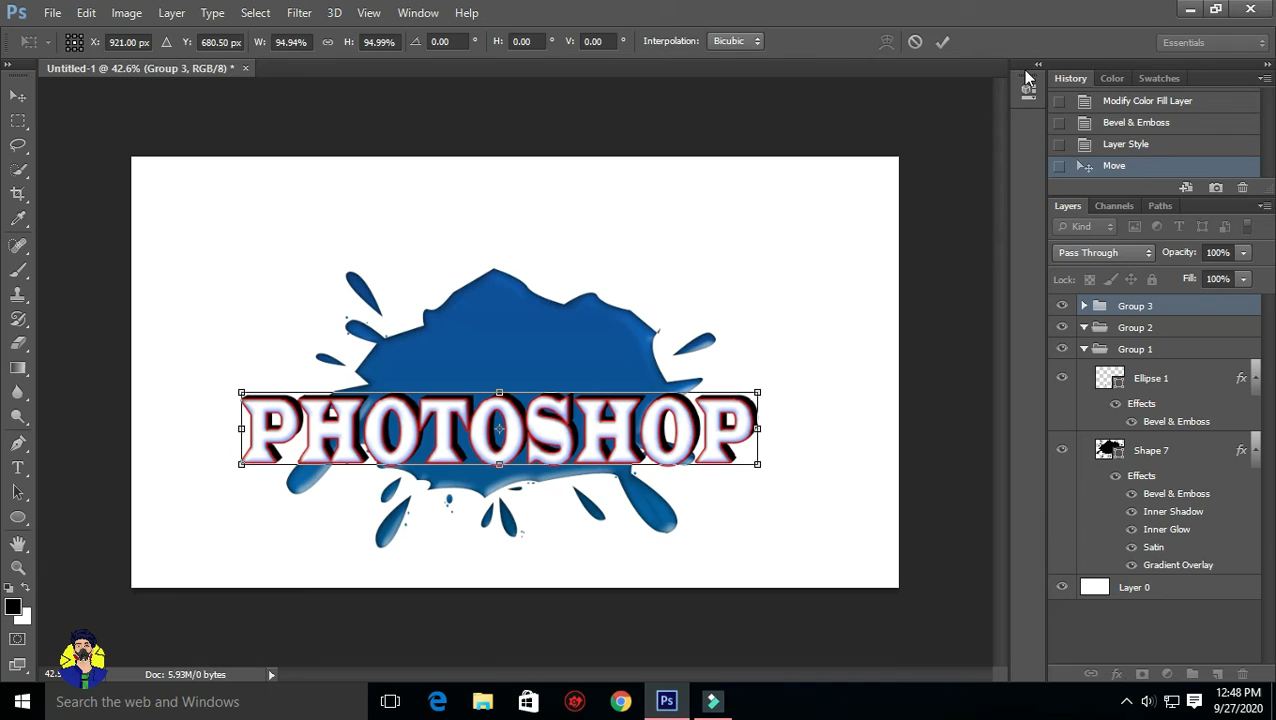 Ps File Edit Image Layer Type Select Filter 3D View Window Help
X: 921.00 px Y: 680.50 px W: 94.94% H: 94.99% 0.00 ° H: 0.00 ° V: 0.00 ° Interpolation: Bicubic Essentials
Untitled-1 @ 42.6% (Group 3, RGB/8) * ×
History Color Swatches
Modify Color Fill Layer
Bevel & Emboss
Layer Style
Move
Layers Channels Paths
Kind
Pass Through Opacity: 100%
Lock: Fill: 100%
Group 3
Group 2
Group 1
Ellipse 1 fx
Effects
Bevel & Emboss
Shape 7 fx
Effects
Bevel & Emboss
Inner Shadow
Inner Glow
Satin
Gradient Overlay
Layer 0
PHOTOSHOP
Doc: 5.93M/0 bytes
Search the web and Windows
Ps
12:48 PM
9/27/2020